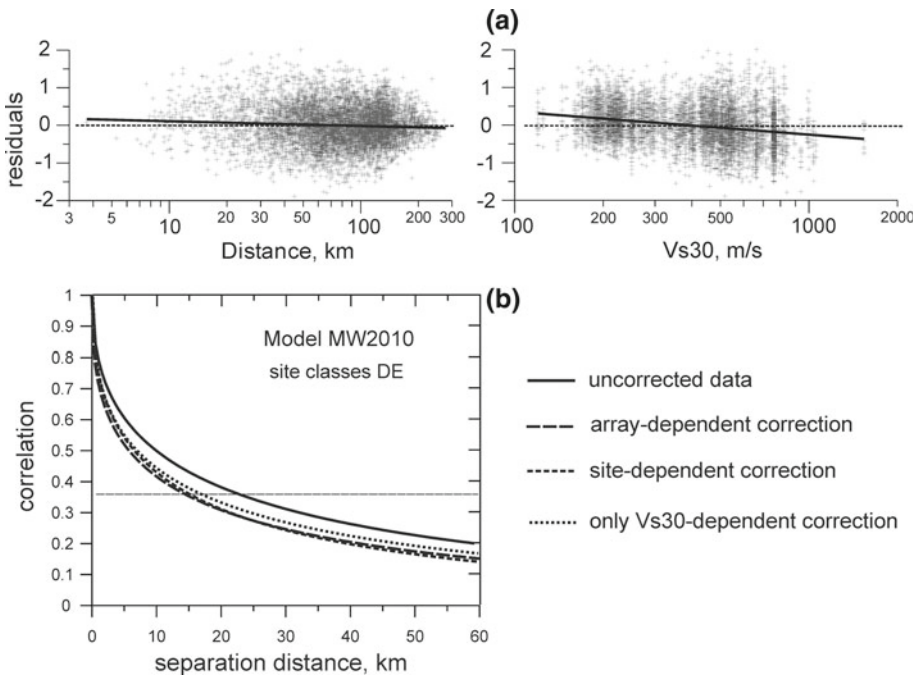 (a)
residuals
2
1
0
-1
-2
3 5 10 30 50 100 300
Distance, km
2
1
0
-1
-2
100 200 300 500 1000 2000
Vs30, m/s
(b)
correlation
1
0.9
0.8
0.7
0.6
0.5
0.4
0.3
0.2
0.1
0
0 10 20 30 40 50 60
separation distance, km
Model MW2010
site classes DE
uncorrected data
array-dependent correction
site-dependent correction
only Vs30-dependent correction